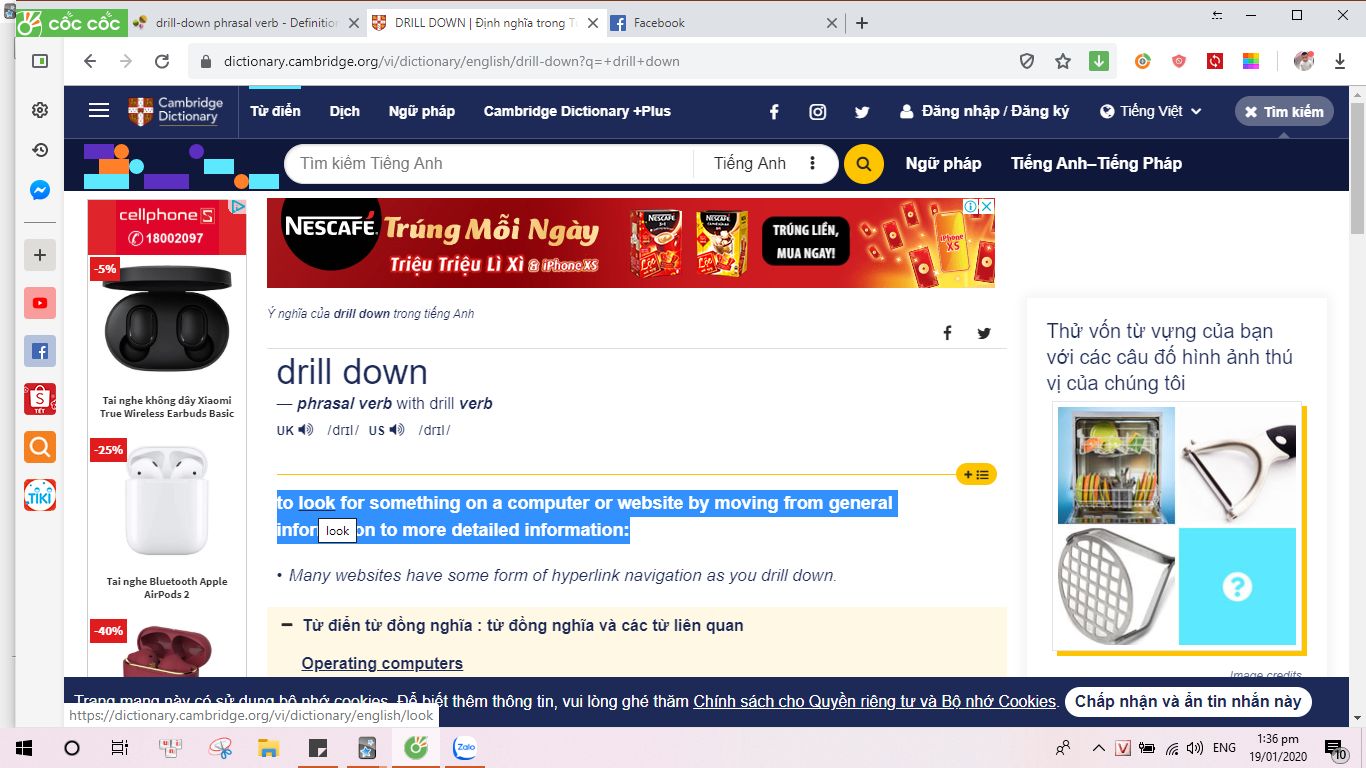 cốc cốc
drill-down phrasal verb - Definition
DRILL DOWN | Định nghĩa trong T
Facebook
dictionary.cambridge.org/vi/dictionary/english/drill-down?q=+drill+down
Cambridge Dictionary
Từ điển
Dịch
Ngữ pháp
Cambridge Dictionary +Plus
Đăng nhập / Đăng ký
Tiếng Việt
Tìm kiếm
Tìm kiếm Tiếng Anh
Tiếng Anh
Ngữ pháp
Tiếng Anh–Tiếng Pháp
cellphoneS
18002097
-5%
Tai nghe không dây Xiaomi
True Wireless Earbuds Basic
-25%
Tai nghe Bluetooth Apple
AirPods 2
-40%
NESCAFÉ.
Trúng Mỗi Ngày
Triệu Triệu Lì Xì & iPhone XS
NESCAFÉ
NESCAFÉ
TRÚNG LIỀN,
MUA NGAY!
iPhone
XS
Ý nghĩa của drill down trong tiếng Anh
drill down
— phrasal verb with drill verb
UK /drɪl/ US /drɪl/
to look for something on a computer or website by moving from general
infor on to more detailed information:
look
• Many websites have some form of hyperlink navigation as you drill down.
Từ điển từ đồng nghĩa : từ đồng nghĩa và các từ liên quan
Operating computers
Thử vốn từ vựng của bạn
với các câu đố hình ảnh thú
vị của chúng tôi
?
Image credits
Trang mạng này có sử dụng bộ nhớ cookies. Để biết thêm thông tin, vui lòng ghé thăm Chính sách cho Quyền riêng tư và Bộ nhớ Cookies.
Chấp nhận và ẩn tin nhắn này
https://dictionary.cambridge.org/vi/dictionary/english/look
S
TẾT
TIKI
Zalo
V
ENG
1:36 pm
19/01/2020
10